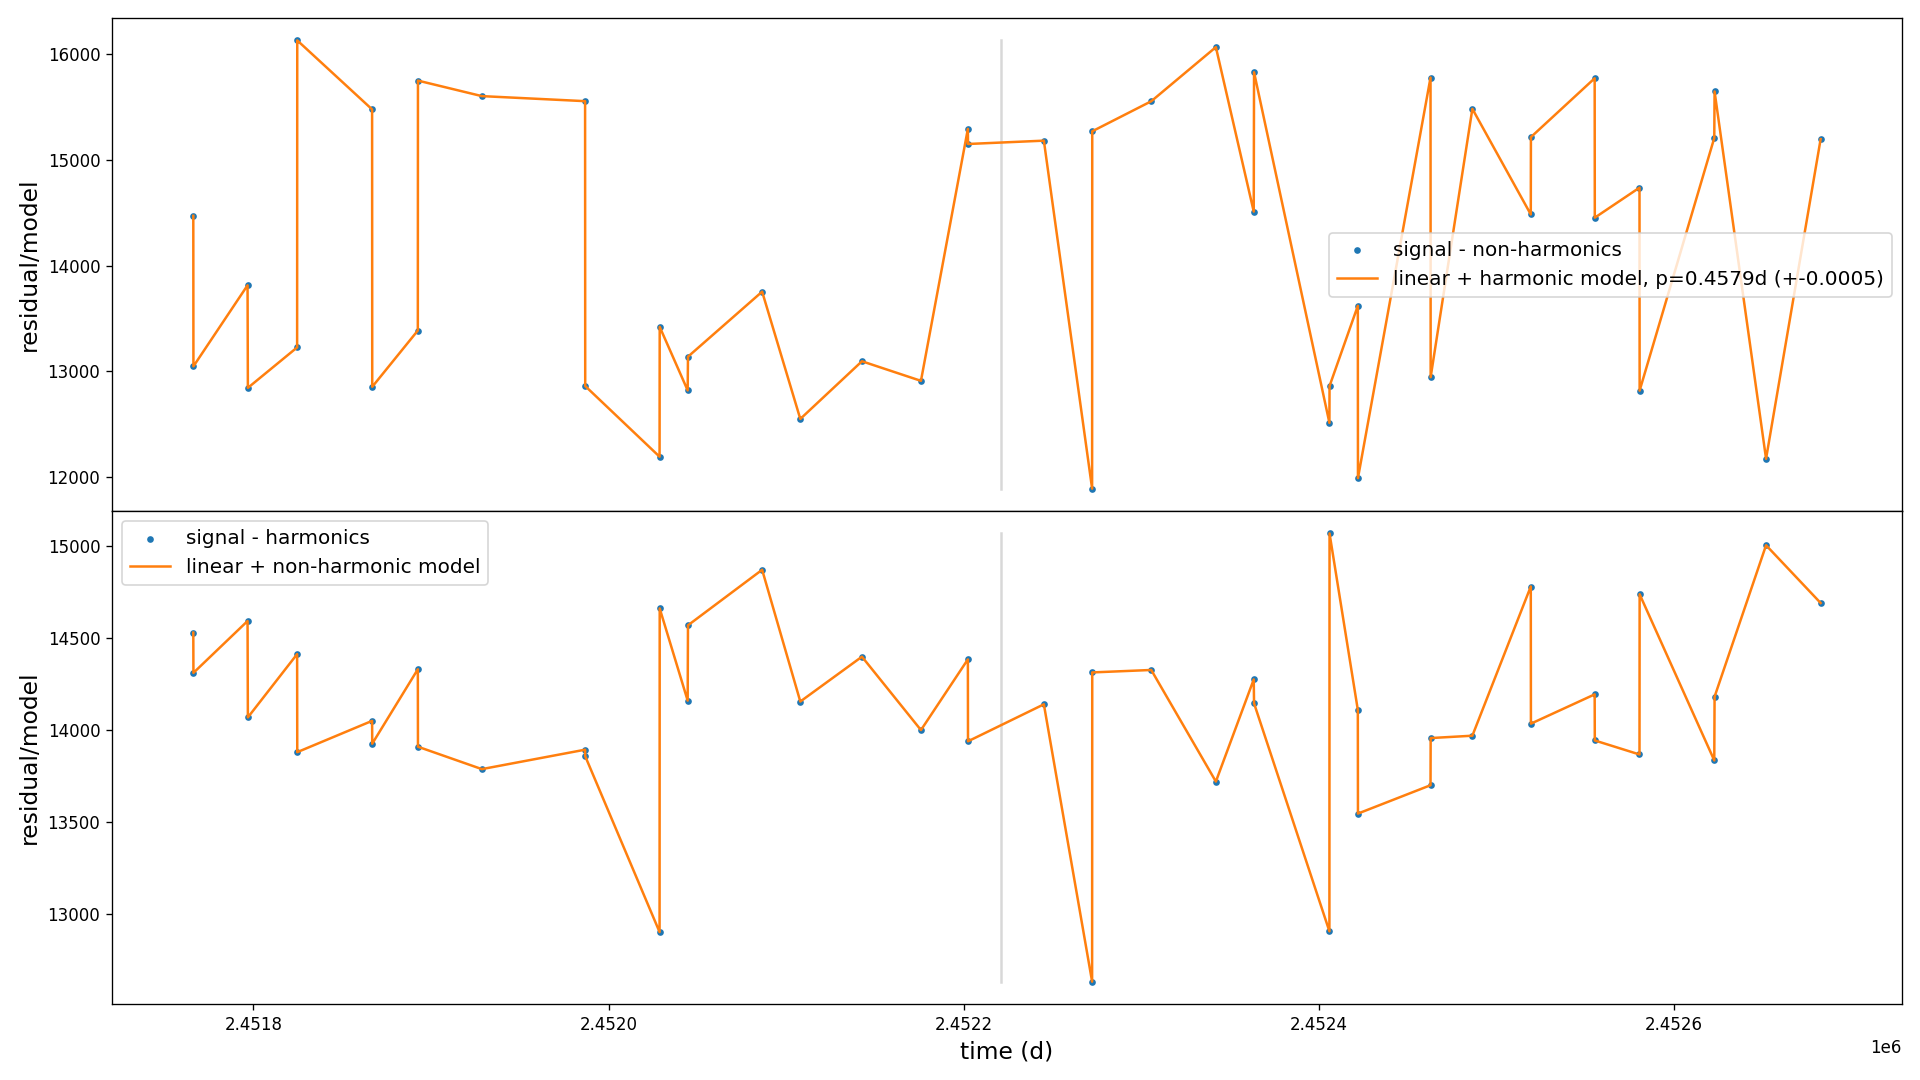 residual/model
16000
15000
14000
13000
12000
signal - non-harmonics
linear + harmonic model, p=0.4579d (+-0.0005)
residual/model
15000
14500
14000
13500
13000
signal - harmonics
linear + non-harmonic model
2.4518 2.4520 2.4522 2.4524 2.4526
1e6
time (d)